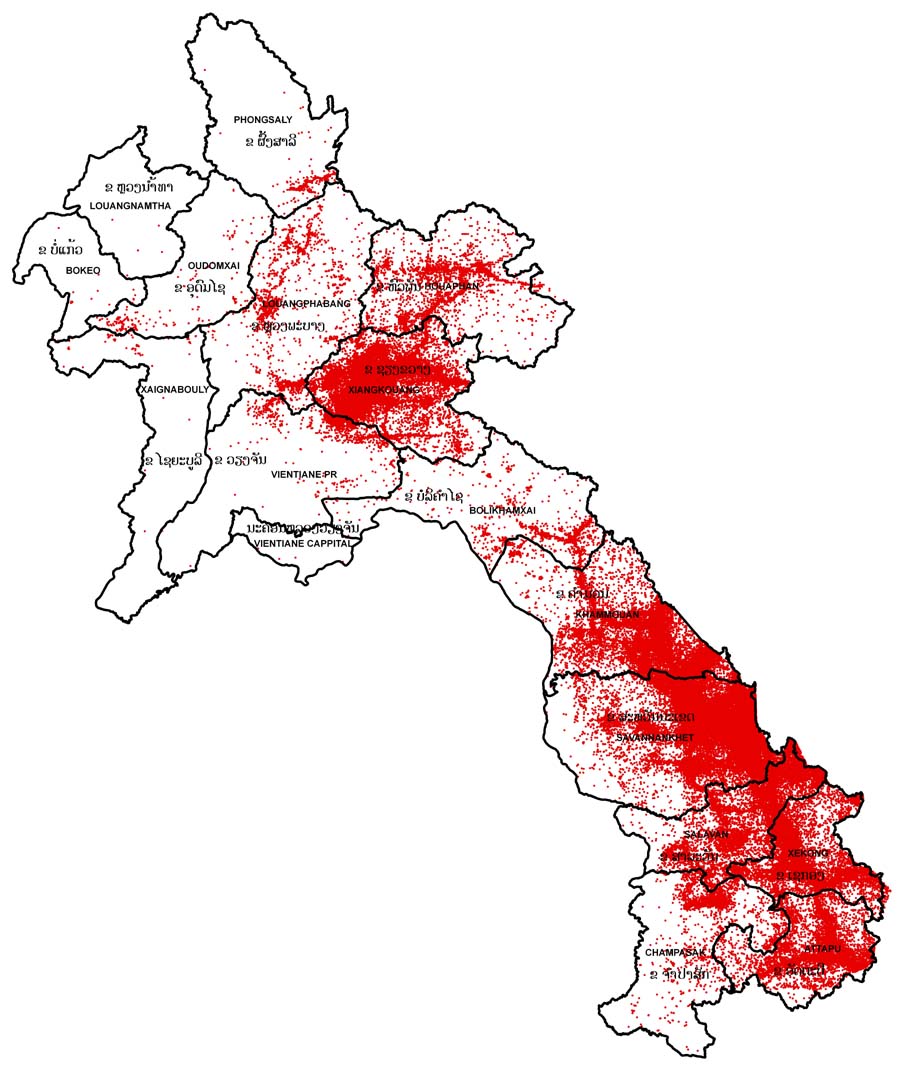 PHONGSALY
ຂ ຜົ້ງສາລີ
ຂ ຫຼວງນ້ຳທາ
LOUANGNAMTHA
ຂ ບໍ່ແກ້ວ
BOKEQ
OUDOMXAI
ຂ ອຸດົມໄຊ
ຂ ຫົວພັນ HOUAPHAN
LOUANGPHABANG
ຂ ຫຼວງພະບາງ
ຂ ຊຽງຂວາງ
XIANGKOUANG
XAIGNABOULY
ຂ ໄຊຍະບູລີ
ຂ ວຽງຈັນ
VIENTIANE PR
ຂ ບໍລິຄຳໄຊ
BOLIKHAMXAI
ນະຄອນຫຼວງວຽງຈັນ
VIENTIANE CAPPITAL
ຂ ຄຳມ່ວນ
KHAMMOUAN
ຂ ສະຫວັນນະເຂດ
SAVANHANKHET
SALAVAN
ຂ ສາລະວັນ
XEKONG
ຂ ເຊກອງ
ATTAPU
ຂ ອັດຕະປື
CHAMPASAK
ຂ ຈຳປາສັກ